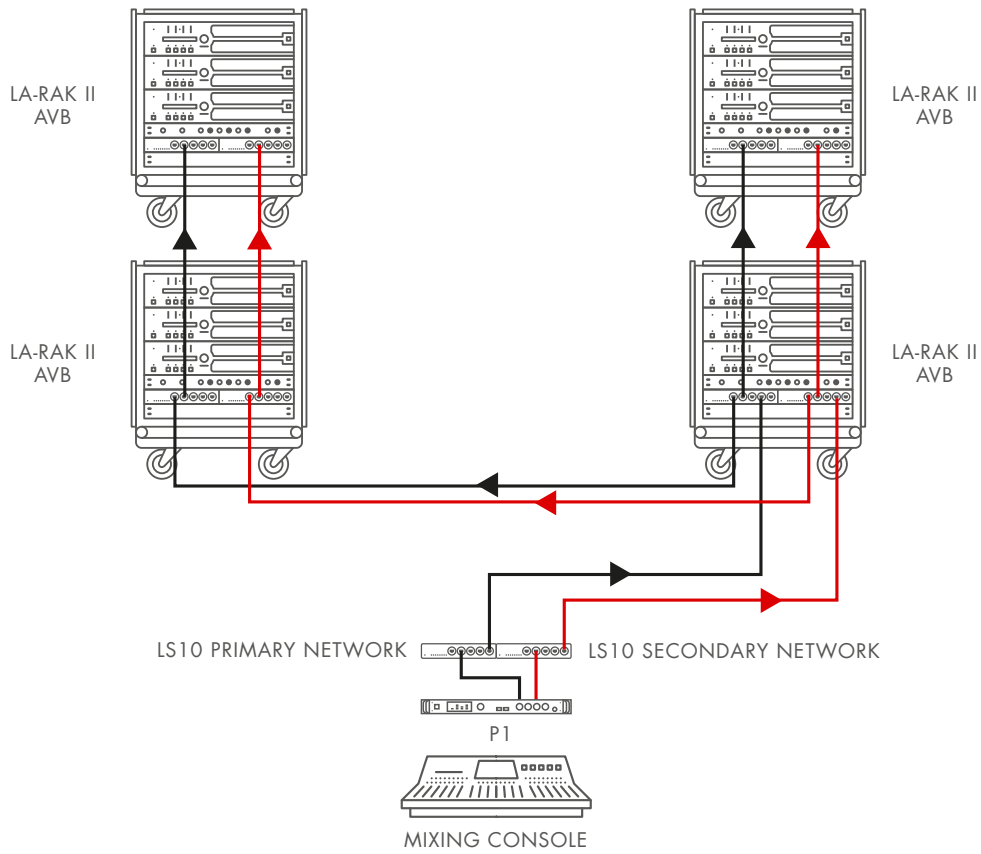 LA-RAK II
AVB
LA-RAK II
AVB
LA-RAK II
AVB
LA-RAK II
AVB
LS10 PRIMARY NETWORK
LS10 SECONDARY NETWORK
P1
MIXING CONSOLE